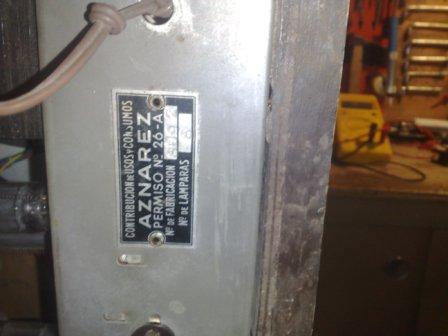 CONTRIBUCION DE USOS Y CONSUMOS
AZNAREZ
PERMISO Nº 26-A
Nº DE FABRICACION
Nº DE LAMPARAS